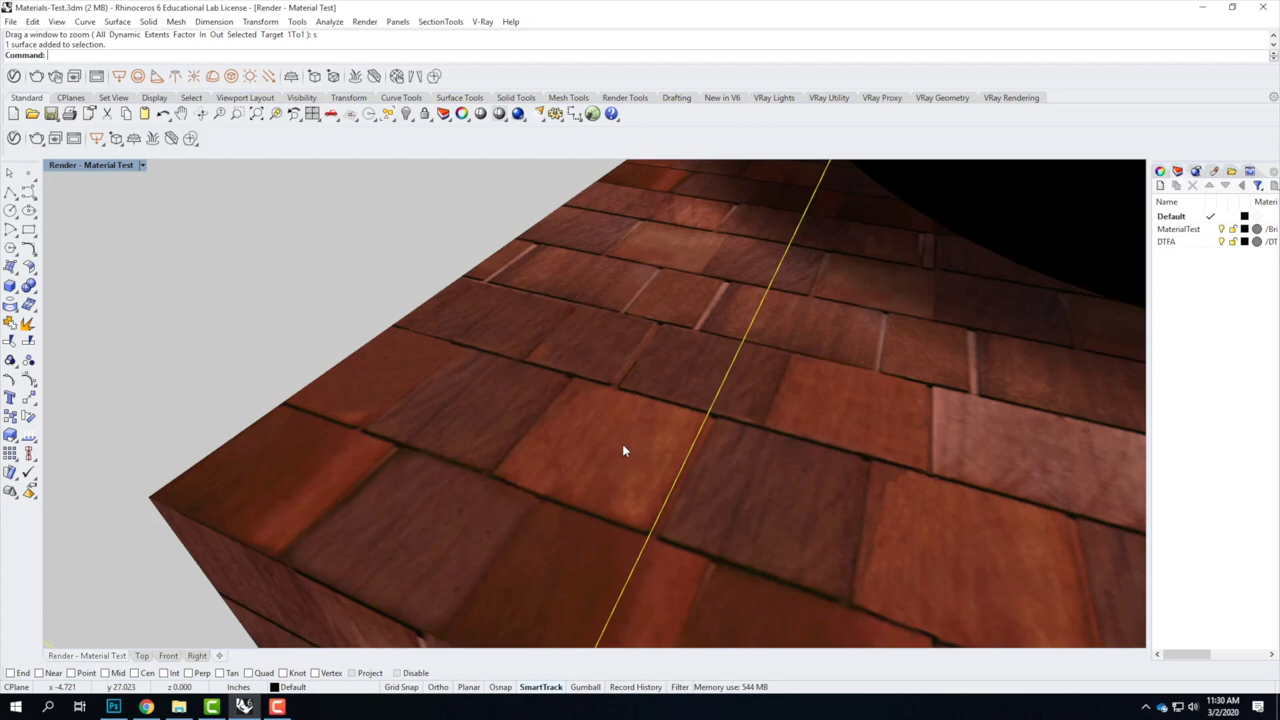 Materials-Test.3dm (2 MB) - Rhinoceros 6 Educational Lab License - [Render - Material Test]
File Edit View Curve Surface Solid Mesh Dimension Transform Tools Analyze Render Panels SectionTools V-Ray Help
Drag a window to zoom ( All Dynamic Extents Factor In Out Selected Target 1To1 ): s
1 surface added to selection.
Command:
Standard CPlanes Set View Display Select Viewport Layout Visibility Transform Curve Tools Surface Tools Solid Tools Mesh Tools Render Tools Drafting New in V6 VRay Lights VRay Utility VRay Proxy VRay Geometry VRay Rendering
Render - Material Test
Name Materi
Default
MaterialTest /Bri
DTFA /DT
Render - Material Test Top Front Right
End Near Point Mid Cen Int Perp Tan Quad Knot Vertex Project Disable
CPlane x -4.721 y 27.023 z 0.000 Inches Default Grid Snap Ortho Planar Osnap SmartTrack Gumball Record History Filter Memory use: 544 MB
11:30 AM
3/2/2020